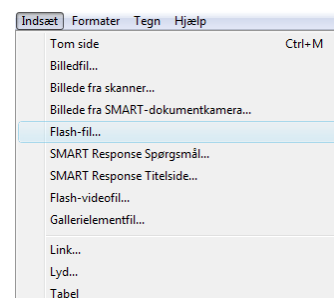 Indsæt Formater Tegn Hjælp
Tom side Ctrl+M
Billedfil...
Billede fra skanner...
Billede fra SMART-dokumentkamera...
Flash-fil...
SMART Response Spørgsmål...
SMART Response Titelside...
Flash-videofil...
Gallerielementfil...
Link...
Lyd...
Tabel